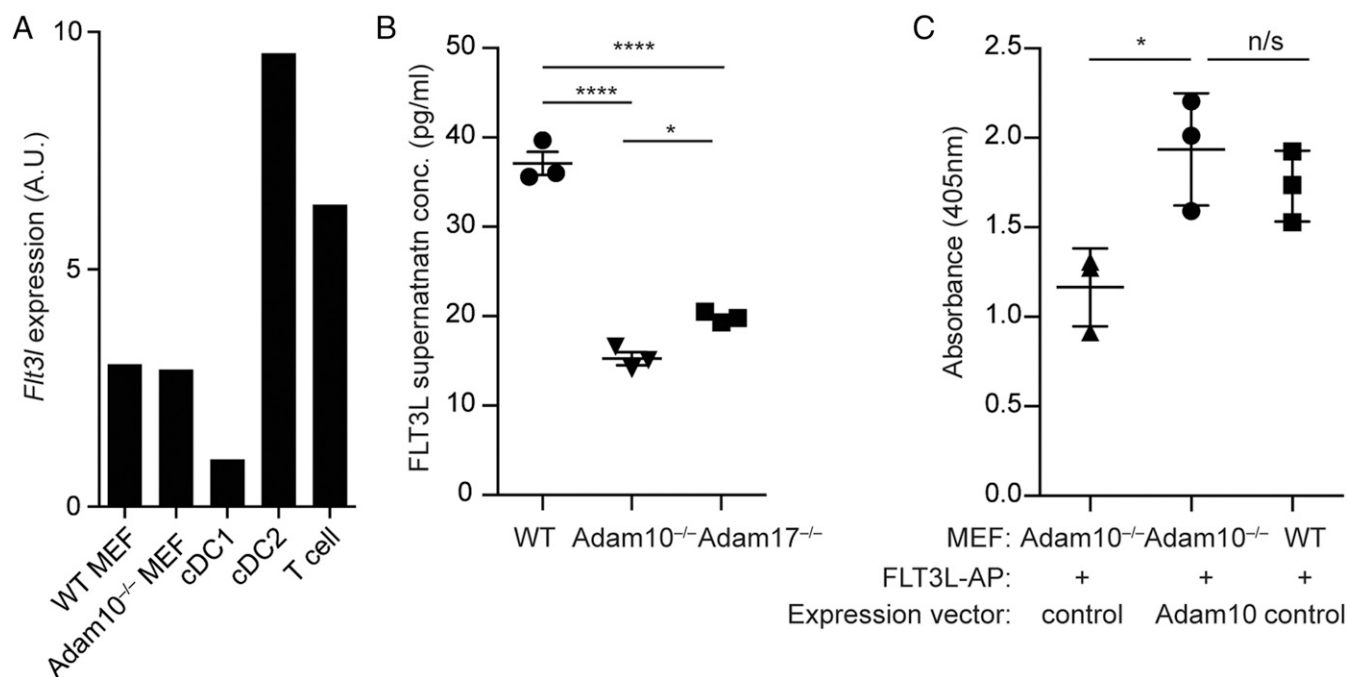 A
Flt3l expression (A.U.)
10
5
0
WT MEF
Adam10⁻/⁻ MEF
cDC1
cDC2
T cell
B
FLT3L supernatnatn conc. (pg/ml)
50
40
30
20
10
0
****
****
*
WT Adam10⁻/⁻ Adam17⁻/⁻
C
Absorbance (405nm)
2.5
2.0
1.5
1.0
0.5
0.0
* n/s
MEF: Adam10⁻/⁻ Adam10⁻/⁻ WT
FLT3L-AP: + + +
Expression vector: control Adam10 control